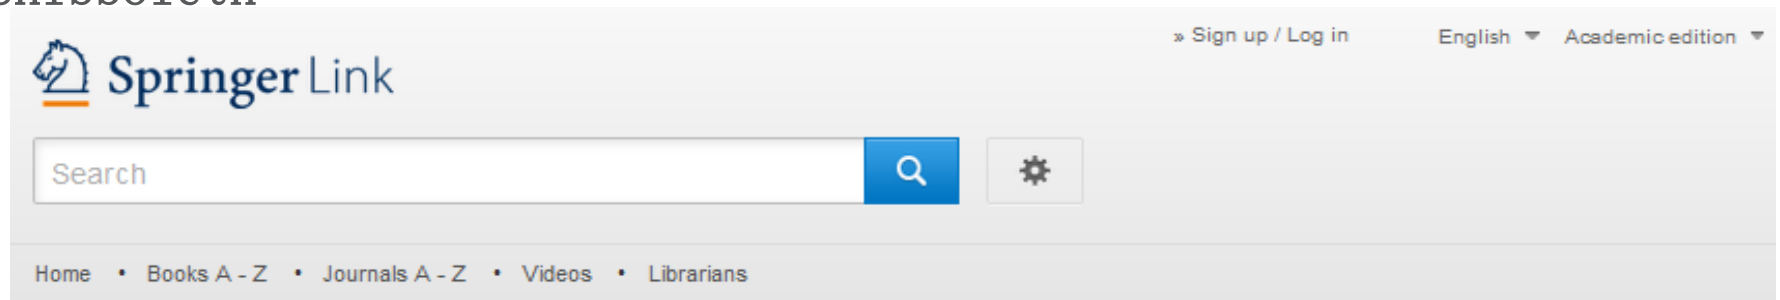 » Sign up / Log in English Academic edition
Springer Link
Search
Home • Books A - Z • Journals A - Z • Videos • Librarians